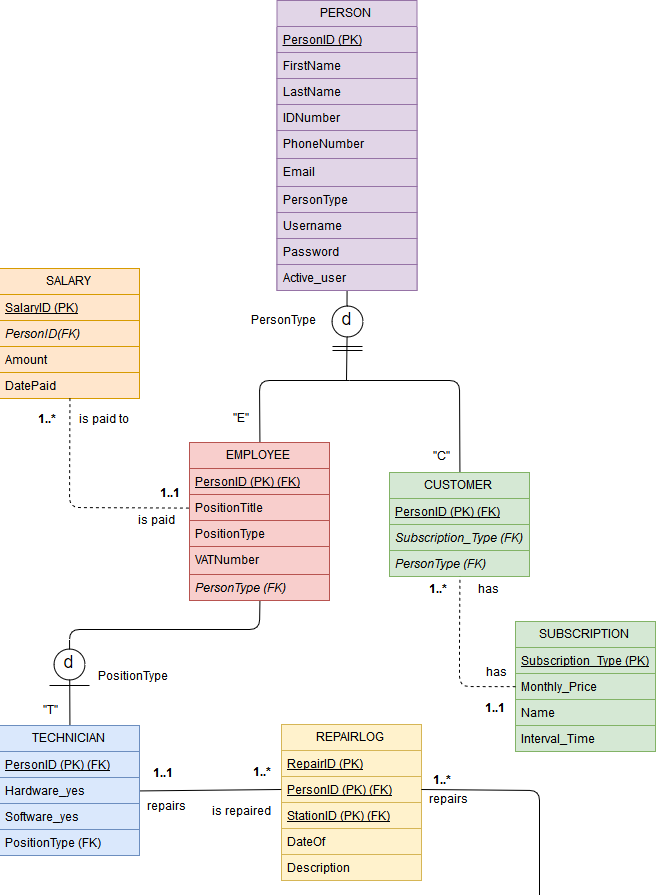 PERSON
PersonID (PK)
FirstName
LastName
IDNumber
PhoneNumber
Email
PersonType
Username
Password
Active_user
PersonType
d
SALARY
SalaryID (PK)
PersonID(FK)
Amount
DatePaid
1..*
is paid to
"E"
"C"
EMPLOYEE
PersonID (PK) (FK)
PositionTitle
PositionType
VATNumber
PersonType (FK)
1..1
is paid
CUSTOMER
PersonID (PK) (FK)
Subscription_Type (FK)
PersonType (FK)
1..*
has
SUBSCRIPTION
Subscription_Type (PK)
Monthly_Price
Name
Interval_Time
has
1..1
d
PositionType
"T"
TECHNICIAN
PersonID (PK) (FK)
Hardware_yes
Software_yes
PositionType (FK)
1..1
repairs
1..*
is repaired
REPAIRLOG
RepairID (PK)
PersonID (PK) (FK)
StationID (PK) (FK)
DateOf
Description
1..*
repairs